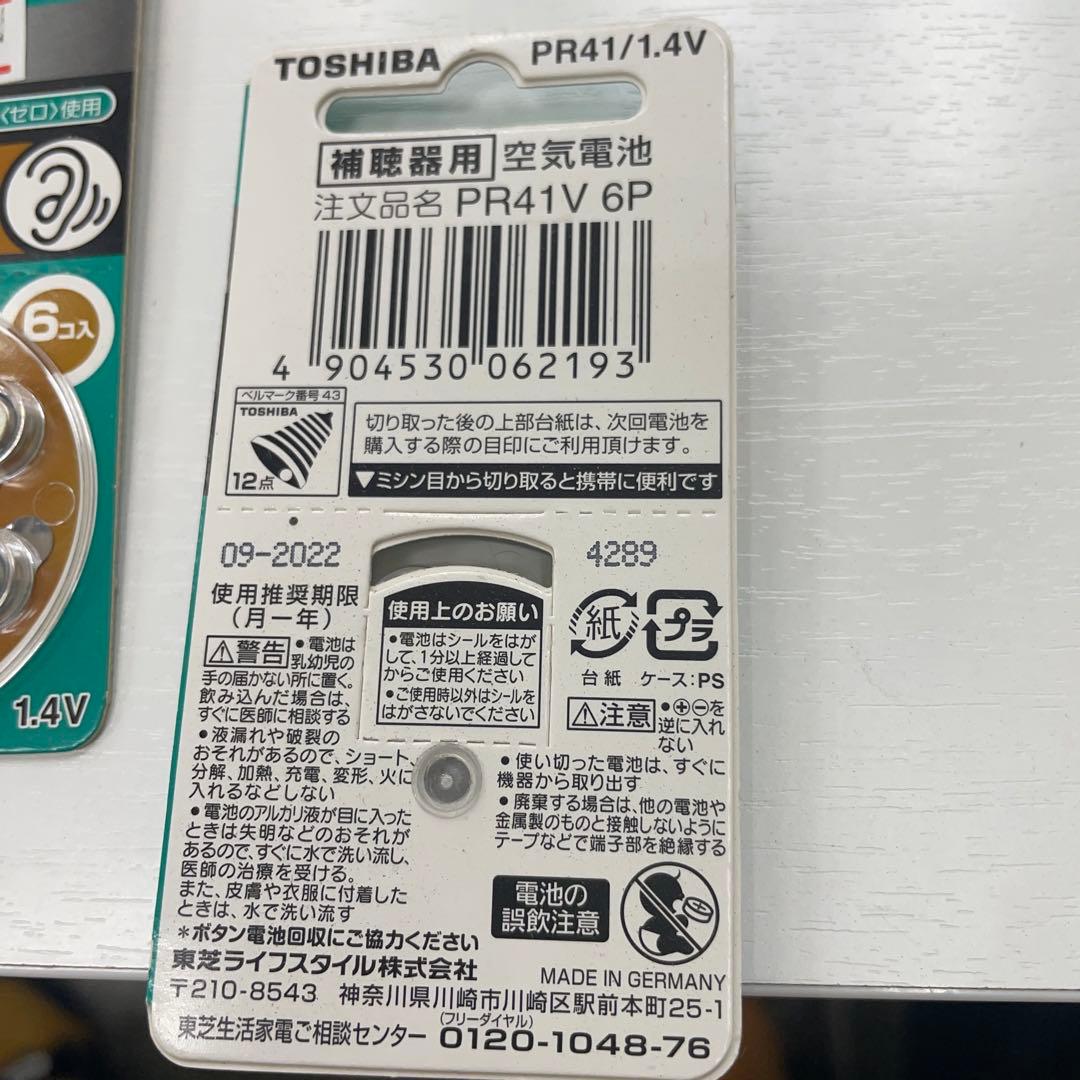 TOSHIBA PR41/1.4V
補聴器用 空気電池
注文品名 PR41V 6P
4 904530 062193
ベルマーク番号 43
TOSHIBA
12点
切り取った後の上部台紙は、次回電池を
購入する際の目印にご利用頂けます。
▼ミシン目から切り取ると携帯に便利です
09-2022
4289
使用推奨期限
(月ー年)
⚠警告 •電池は
乳幼児の
手の届かない所に置く。
飲み込んだ場合は、
すぐに医師に相談する
•液漏れや破裂の
おそれがあるので、ショート、
分解、加熱、充電、変形、火に
入れるなどしない
•電池のアルカリ液が目に入った
ときは失明などのおそれが
あるので、すぐに水で洗い流し、
医師の治療を受ける。
また、皮膚や衣服に付着した
ときは、水で洗い流す
使用上のお願い
•電池はシールをはが
して、1分以上経過して
からご使用ください
•ご使用時以外はシールを
はがさないでください
紙 プラ
台紙 ケース:PS
⚠注意 •⊕⊖を
逆に入れ
ない
•使い切った電池は、すぐに
機器から取り出す
•廃棄する場合は、他の電池や
金属製のものと接触しないように
テープなどで端子部を絶縁する
電池の
誤飲注意
*ボタン電池回収にご協力ください
東芝ライフスタイル株式会社
MADE IN GERMANY
〒210-8543 神奈川県川崎市川崎区駅前本町25-1
東芝生活家電ご相談センター (フリーダイヤル) 0120-1048-76
〈ゼロ〉使用
6コ入
1.4V